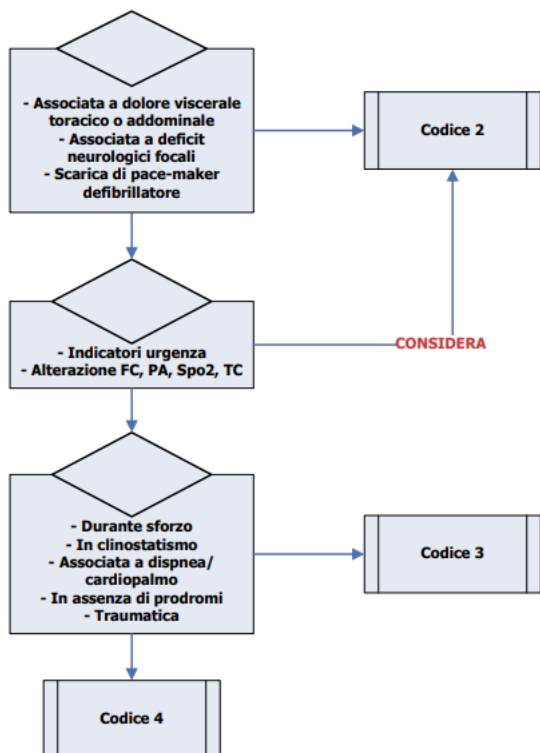 - Associata a dolore viscerale
toracico o addominale
- Associata a deficit
neurologici focali
- Scarica di pace-maker
defibrillatore
Codice 2
- Indicatori urgenza
- Alterazione FC, PA, Spo2, TC
CONSIDERA
- Durante sforzo
- In clinostatismo
- Associata a dispnea/
cardiopalmo
- In assenza di prodromi
- Traumatica
Codice 3
Codice 4